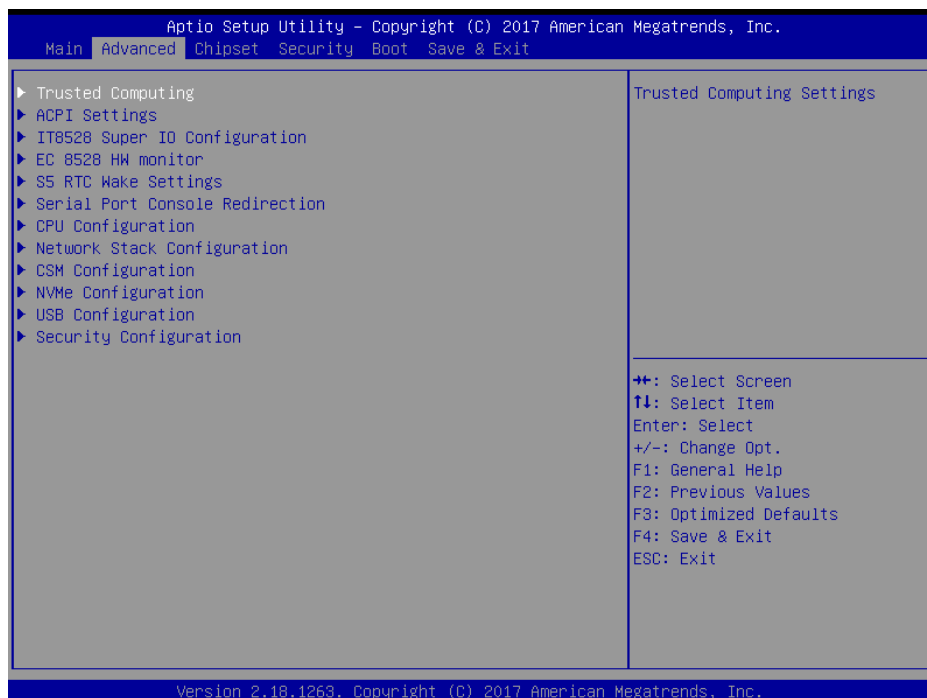 Aptio Setup Utility – Copyright (C) 2017 American Megatrends, Inc.
Main Advanced Chipset Security Boot Save & Exit
▶ Trusted Computing
▶ ACPI Settings
▶ IT8528 Super IO Configuration
▶ EC 8528 HW monitor
▶ S5 RTC Wake Settings
▶ Serial Port Console Redirection
▶ CPU Configuration
▶ Network Stack Configuration
▶ CSM Configuration
▶ NVMe Configuration
▶ USB Configuration
▶ Security Configuration
Trusted Computing Settings
→←: Select Screen
↑↓: Select Item
Enter: Select
+/-: Change Opt.
F1: General Help
F2: Previous Values
F3: Optimized Defaults
F4: Save & Exit
ESC: Exit
Version 2.18.1263. Copyright (C) 2017 American Megatrends, Inc.